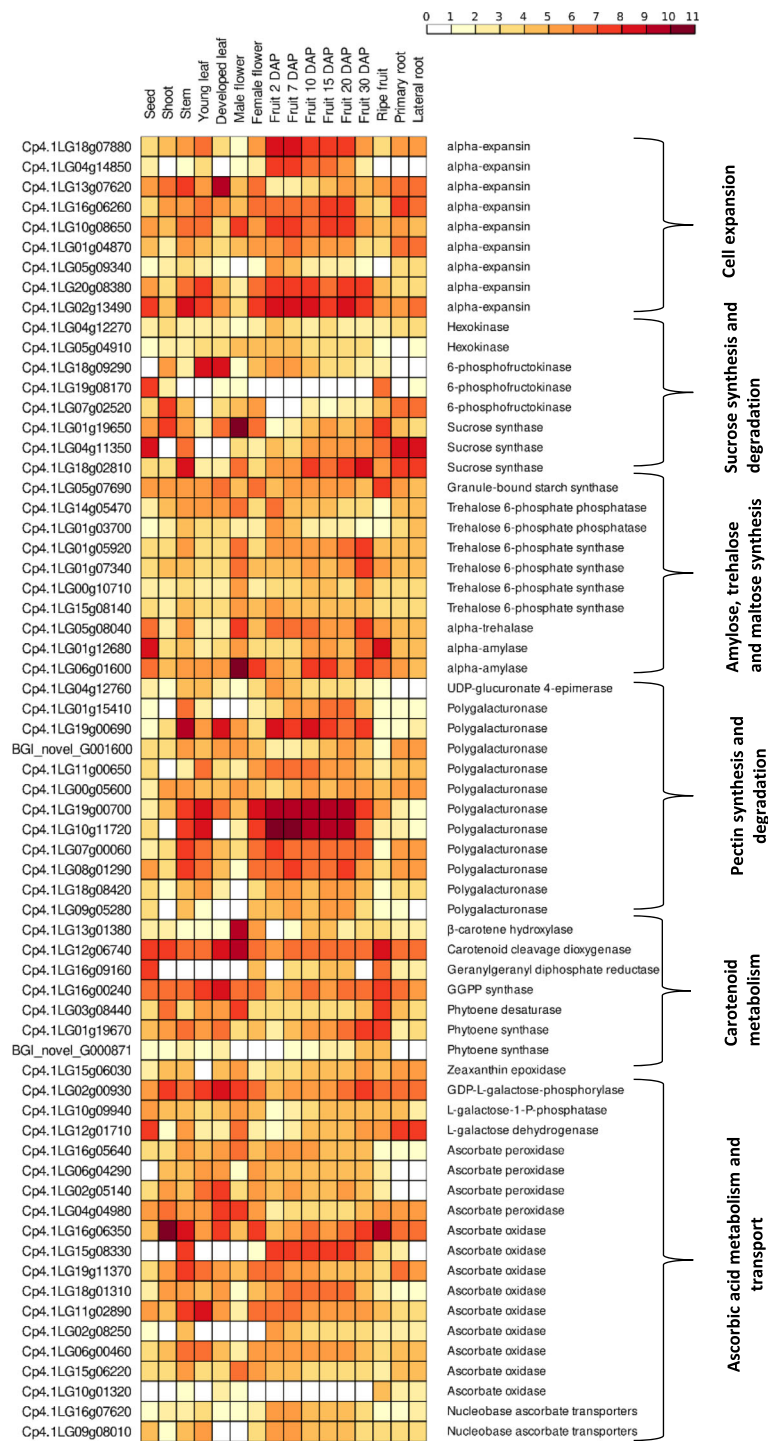 0 1 2 3 4 5 6 7 8 9 10 11
Seed
Shoot
Stem
Young leaf
Developed leaf
Male flower
Female flower
Fruit 2 DAP
Fruit 7 DAP
Fruit 10 DAP
Fruit 15 DAP
Fruit 20 DAP
Fruit 30 DAP
Ripe fruit
Primary root
Lateral root
Cp4.1LG18g07880 alpha-expansin
Cp4.1LG04g14850 alpha-expansin
Cp4.1LG13g07620 alpha-expansin
Cp4.1LG16g06260 alpha-expansin
Cp4.1LG10g08650 alpha-expansin
Cp4.1LG01g04870 alpha-expansin
Cp4.1LG05g09340 alpha-expansin
Cp4.1LG20g08380 alpha-expansin
Cp4.1LG02g13490 alpha-expansin
Cell expansion
Cp4.1LG04g12270 Hexokinase
Cp4.1LG05g04910 Hexokinase
Cp4.1LG18g09290 6-phosphofructokinase
Cp4.1LG19g08170 6-phosphofructokinase
Cp4.1LG07g02520 6-phosphofructokinase
Cp4.1LG01g19650 Sucrose synthase
Cp4.1LG04g11350 Sucrose synthase
Cp4.1LG18g02810 Sucrose synthase
Sucrose synthesis and
degradation
Cp4.1LG05g07690 Granule-bound starch synthase
Cp4.1LG14g05470 Trehalose 6-phosphate phosphatase
Cp4.1LG01g03700 Trehalose 6-phosphate phosphatase
Cp4.1LG01g05920 Trehalose 6-phosphate synthase
Cp4.1LG01g07340 Trehalose 6-phosphate synthase
Cp4.1LG00g10710 Trehalose 6-phosphate synthase
Cp4.1LG15g08140 Trehalose 6-phosphate synthase
Cp4.1LG05g08040 alpha-trehalase
Cp4.1LG01g12680 alpha-amylase
Cp4.1LG06g01600 alpha-amylase
Amylose, trehalose
and maltose synthesis
Cp4.1LG04g12760 UDP-glucuronate 4-epimerase
Cp4.1LG01g15410 Polygalacturonase
Cp4.1LG19g00690 Polygalacturonase
BGI_novel_G001600 Polygalacturonase
Cp4.1LG11g00650 Polygalacturonase
Cp4.1LG00g05600 Polygalacturonase
Cp4.1LG19g00700 Polygalacturonase
Cp4.1LG10g11720 Polygalacturonase
Cp4.1LG07g00060 Polygalacturonase
Cp4.1LG08g01290 Polygalacturonase
Cp4.1LG18g08420 Polygalacturonase
Cp4.1LG09g05280 Polygalacturonase
Pectin synthesis and
degradation
Cp4.1LG13g01380 β-carotene hydroxylase
Cp4.1LG12g06740 Carotenoid cleavage dioxygenase
Cp4.1LG16g09160 Geranylgeranyl diphosphate reductase
Cp4.1LG16g00240 GGPP synthase
Cp4.1LG03g08440 Phytoene desaturase
Cp4.1LG01g19670 Phytoene synthase
BGI_novel_G000871 Phytoene synthase
Cp4.1LG15g06030 Zeaxanthin epoxidase
Carotenoid
metabolism
Cp4.1LG02g00930 GDP-L-galactose-phosphorylase
Cp4.1LG10g09940 L-galactose-1-P-phosphatase
Cp4.1LG12g01710 L-galactose dehydrogenase
Cp4.1LG16g05640 Ascorbate peroxidase
Cp4.1LG06g04290 Ascorbate peroxidase
Cp4.1LG02g05140 Ascorbate peroxidase
Cp4.1LG04g04980 Ascorbate peroxidase
Cp4.1LG16g06350 Ascorbate oxidase
Cp4.1LG15g08330 Ascorbate oxidase
Cp4.1LG19g11370 Ascorbate oxidase
Cp4.1LG18g01310 Ascorbate oxidase
Cp4.1LG11g02890 Ascorbate oxidase
Cp4.1LG02g08250 Ascorbate oxidase
Cp4.1LG06g00460 Ascorbate oxidase
Cp4.1LG15g06220 Ascorbate oxidase
Cp4.1LG10g01320 Ascorbate oxidase
Cp4.1LG16g07620 Nucleobase ascorbate transporters
Cp4.1LG09g08010 Nucleobase ascorbate transporters
Ascorbic acid metabolism and
transport